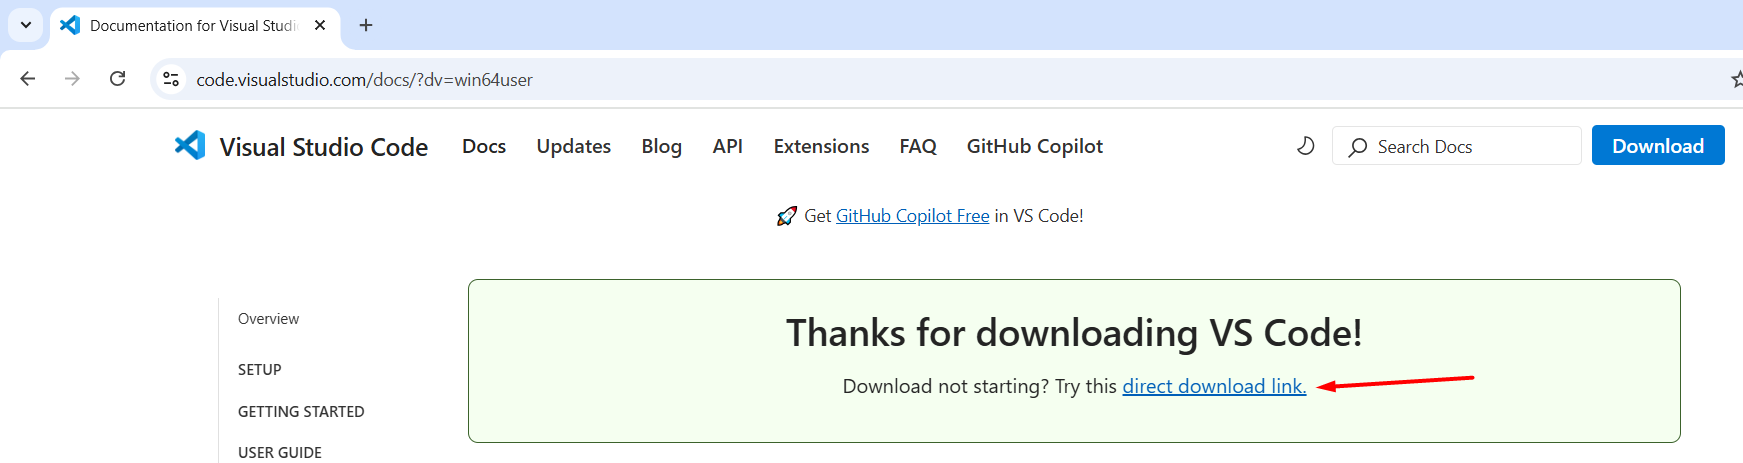 Documentation for Visual Studi
code.visualstudio.com/docs/?dv=win64user
Visual Studio Code Docs Updates Blog API Extensions FAQ GitHub Copilot Search Docs Download
🚀 Get GitHub Copilot Free in VS Code!
Overview
SETUP
GETTING STARTED
USER GUIDE
Thanks for downloading VS Code!
Download not starting? Try this direct download link.